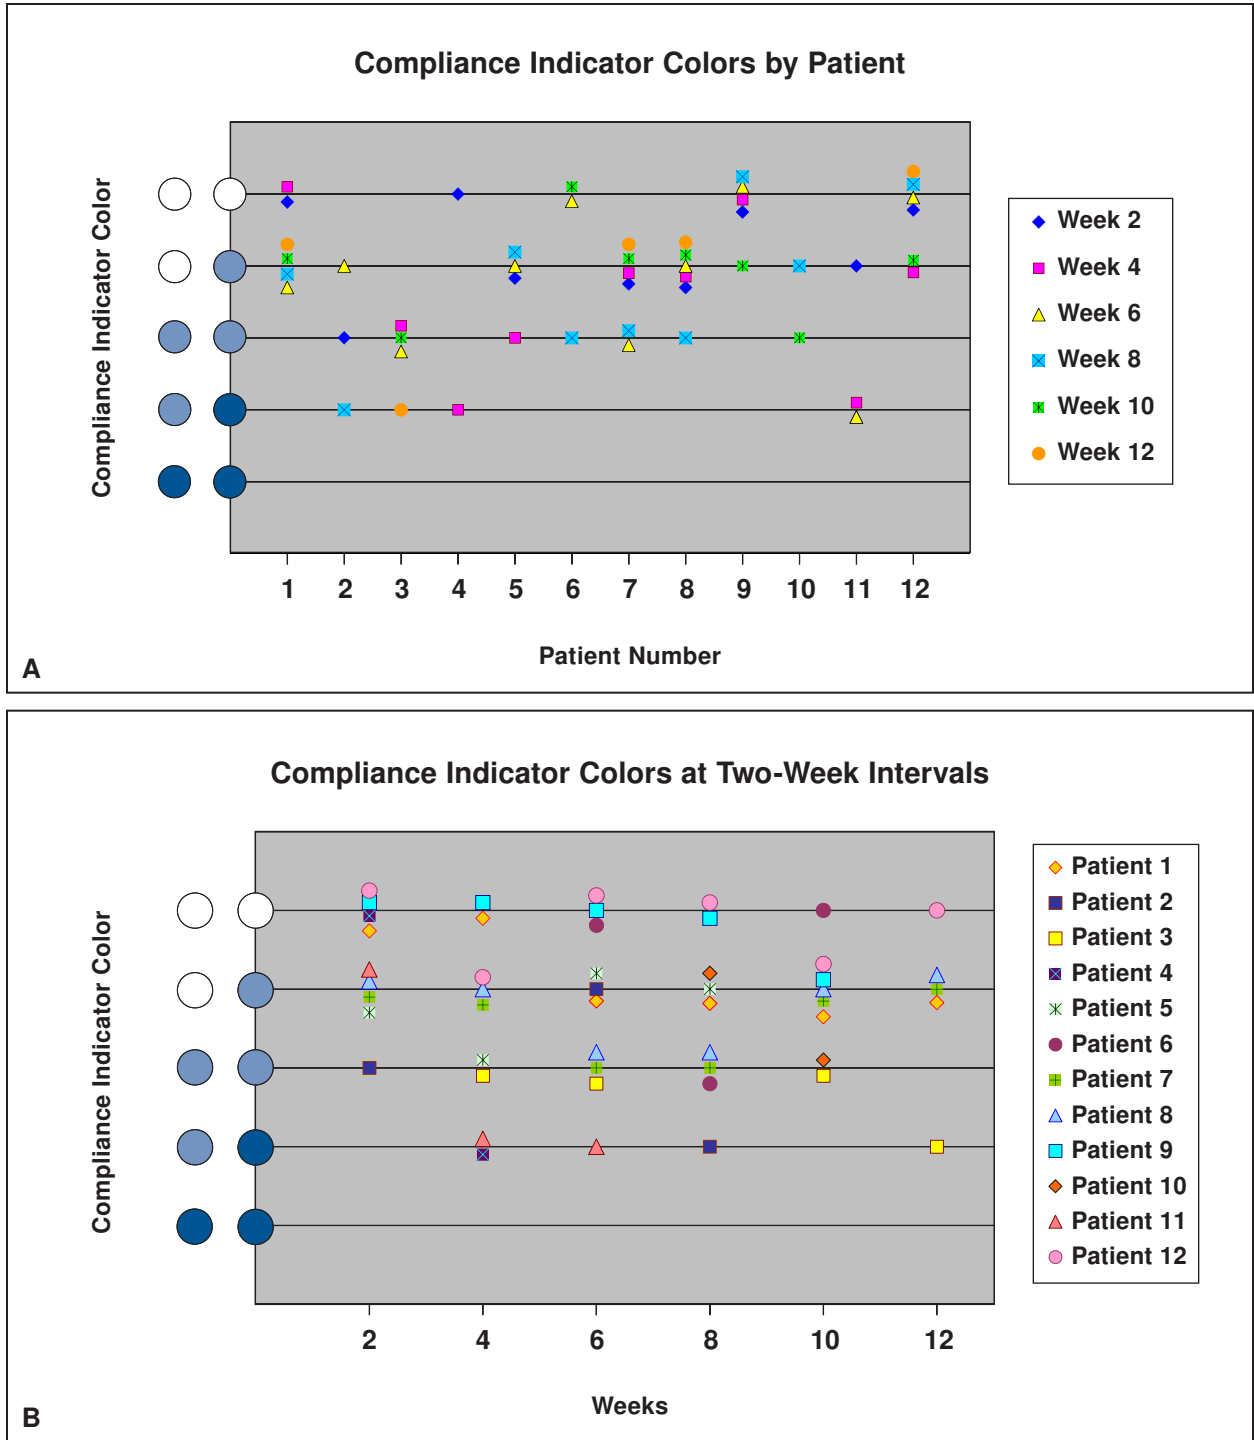 Compliance Indicator Colors by Patient
Compliance Indicator Color
Week 2
Week 4
Week 6
Week 8
Week 10
Week 12
1 2 3 4 5 6 7 8 9 10 11 12
Patient Number
A
Compliance Indicator Colors at Two-Week Intervals
Compliance Indicator Color
Patient 1
Patient 2
Patient 3
Patient 4
Patient 5
Patient 6
Patient 7
Patient 8
Patient 9
Patient 10
Patient 11
Patient 12
2 4 6 8 10 12
Weeks
B